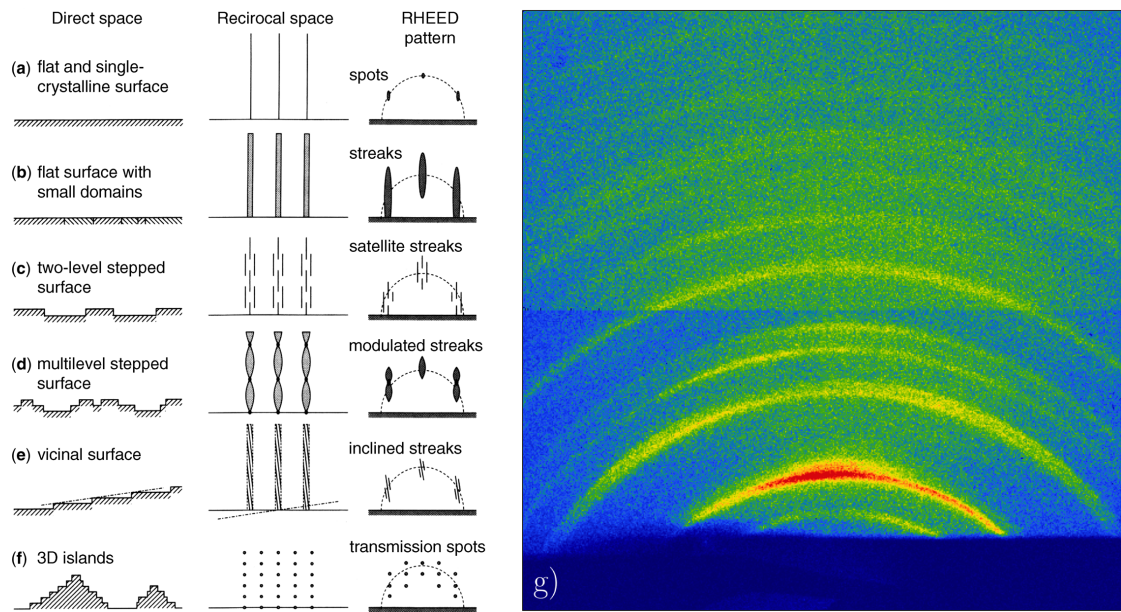 Direct space
Recirocal space
RHEED
pattern
(a) flat and single-
crystalline surface
spots
(b) flat surface with
small domains
streaks
(c) two-level stepped
surface
satellite streaks
(d) multilevel stepped
surface
modulated streaks
(e) vicinal surface
inclined streaks
(f) 3D islands
transmission spots
g)